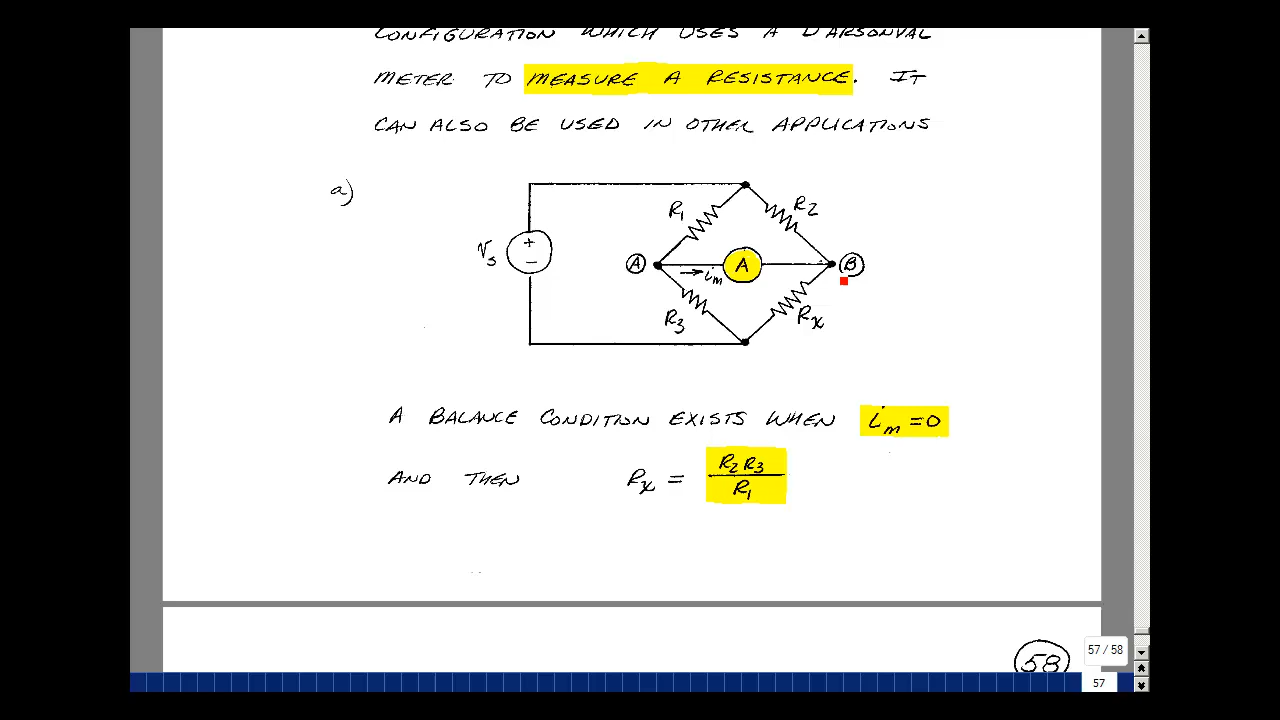 CONFIGURATION WHICH USES A D'ARSONVAL
METER TO MEASURE A RESISTANCE. IT
CAN ALSO BE USED IN OTHER APPLICATIONS
a)
R1
R2
Vs
+
−
A
A
B
→ im
R3
Rx
A BALANCE CONDITION EXISTS WHEN im = 0
AND THEN Rx = R2 R3 / R1
58
57 / 58
57